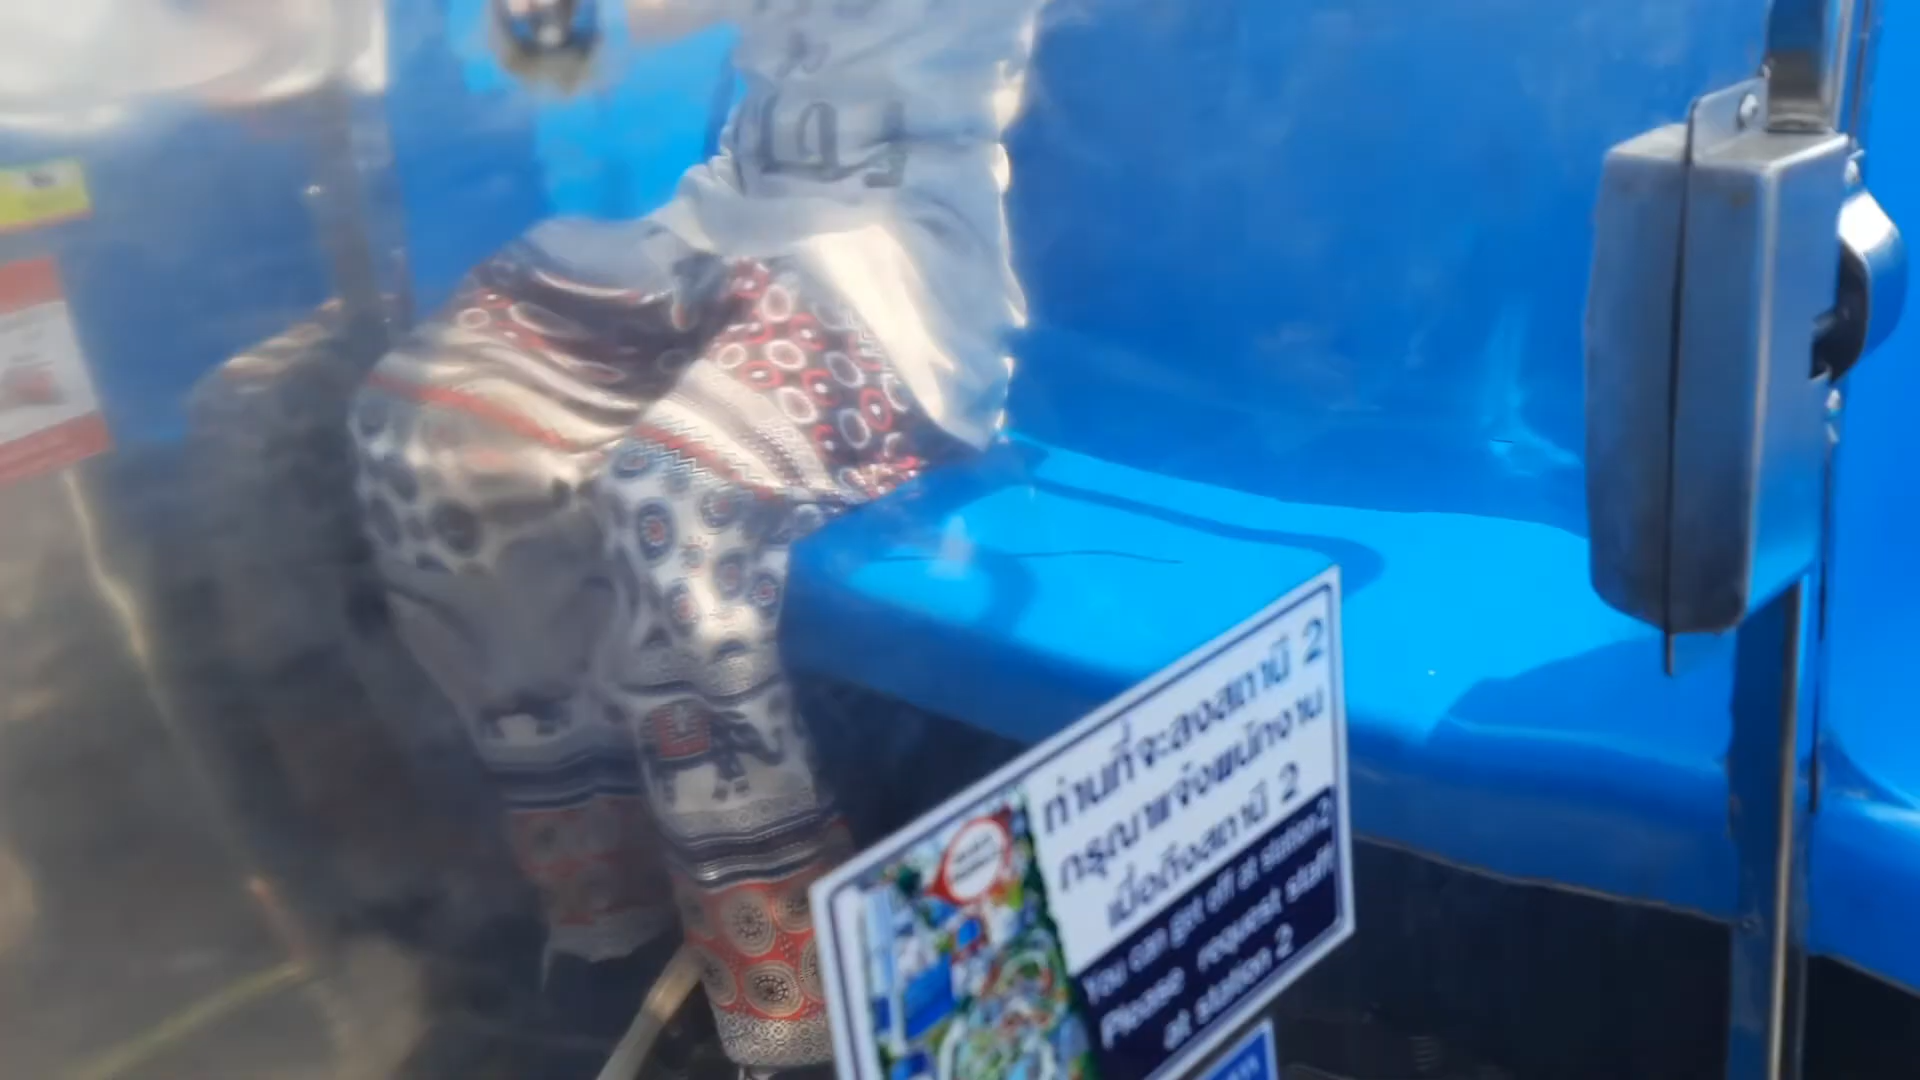 ท่านที่จะลงสถานี 2
กรุณาแจ้งพนักงาน
เมื่อถึงสถานี 2
You can get off at station2
Please request staff
at station 2